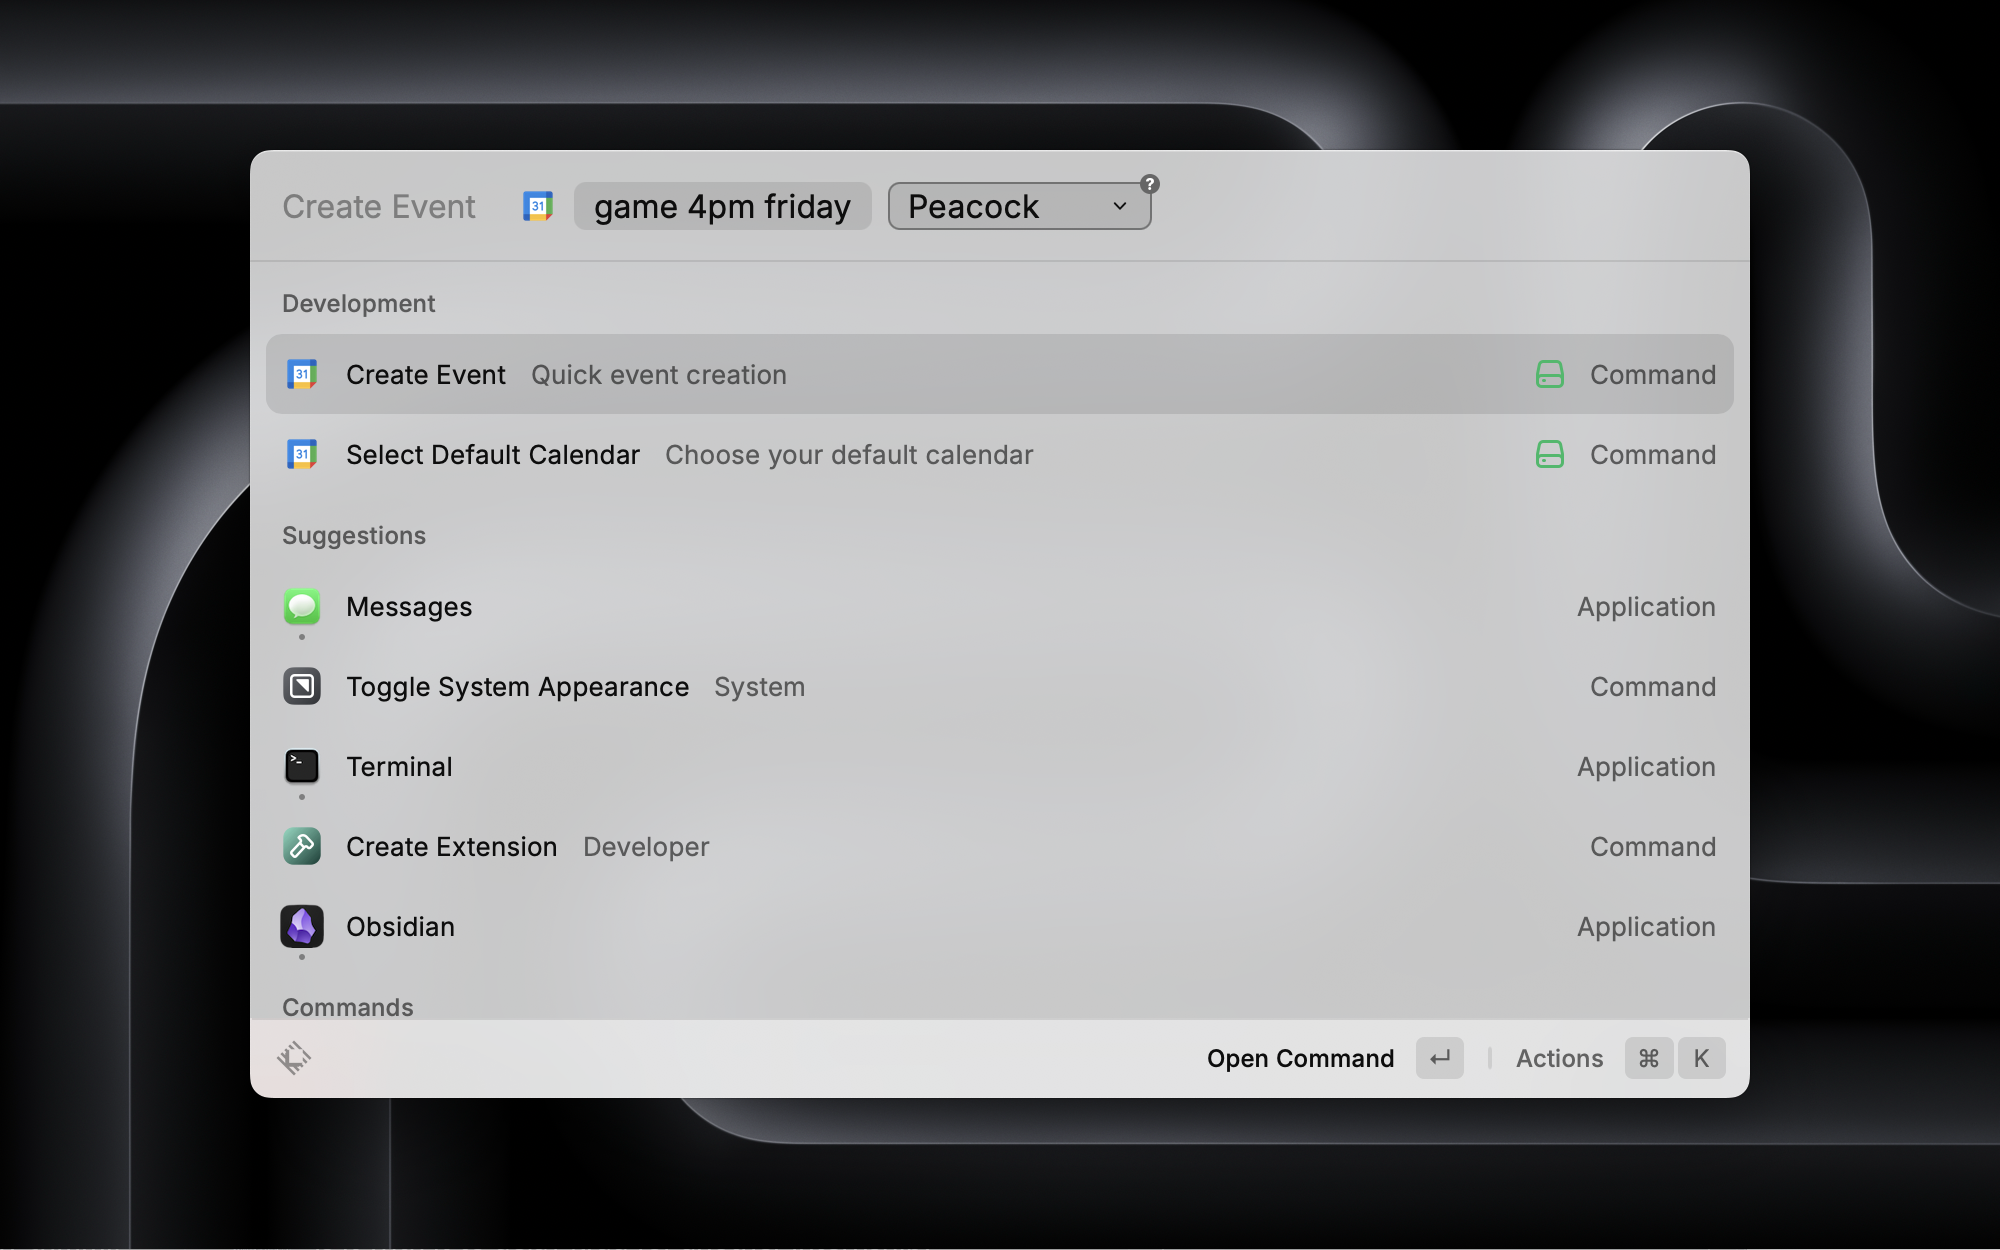 Create Event 31 game 4pm friday Peacock ?
Development
31 Create Event Quick event creation Command
31 Select Default Calendar Choose your default calendar Command
Suggestions
Messages Application
Toggle System Appearance System Command
>_ Terminal Application
Create Extension Developer Command
Obsidian Application
Commands
Open Command ↵ Actions ⌘ K